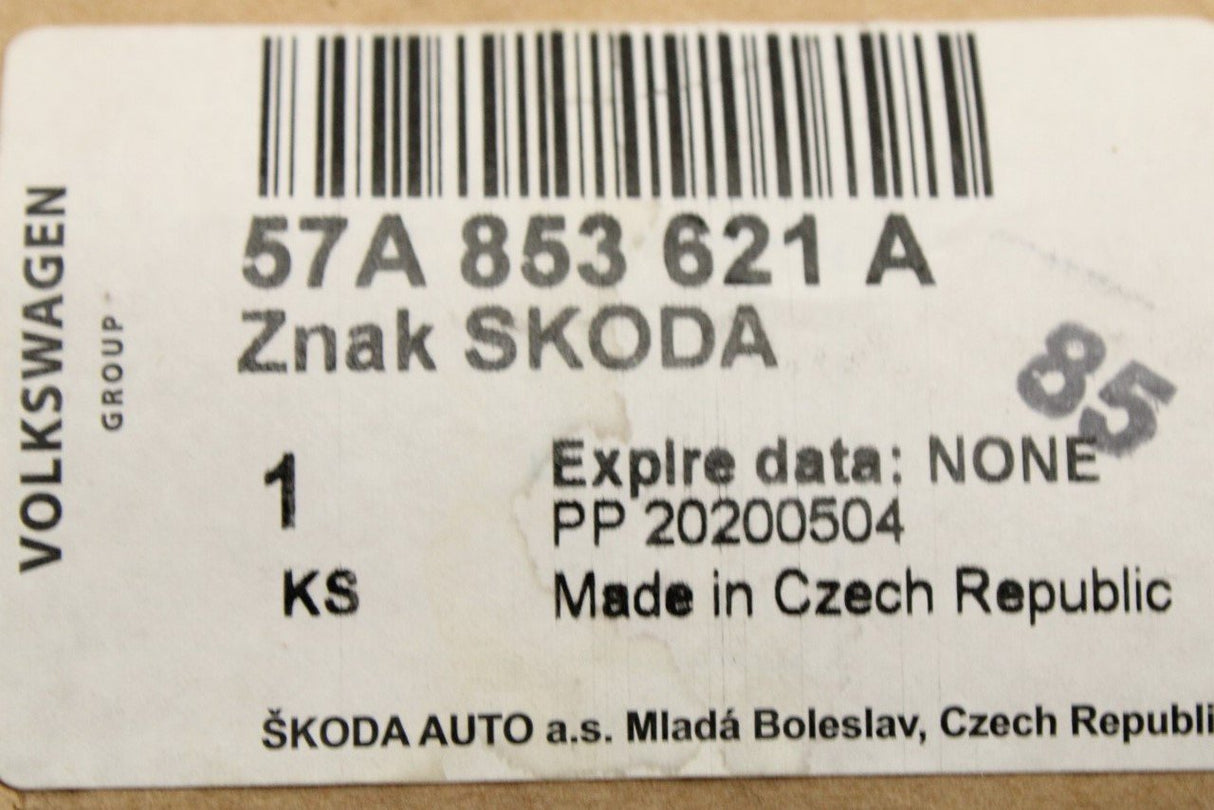 VOLKSWAGEN
GROUP
57A 853 621 A
Znak SKODA
85
1
KS
Expire data: NONE
PP 20200504
Made in Czech Republic
ŠKODA AUTO a.s. Mladá Boleslav, Czech Republi